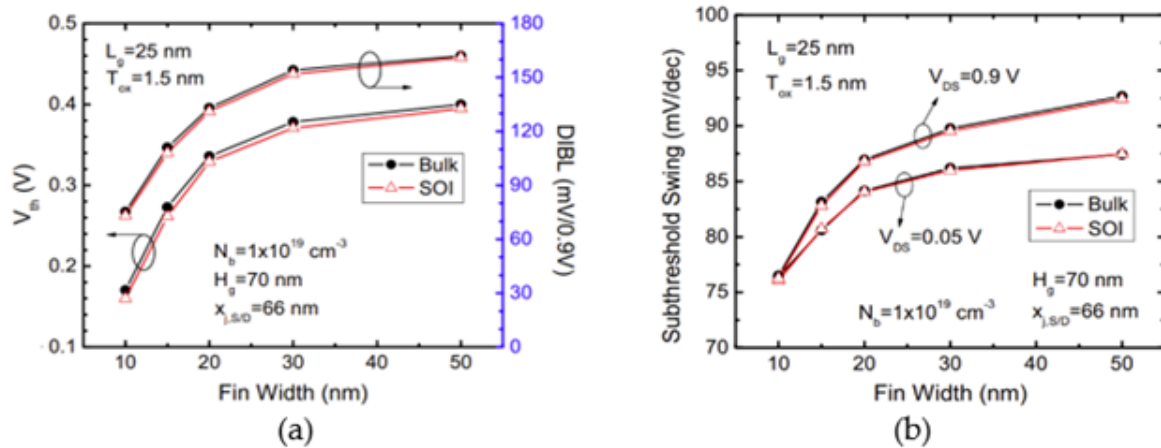 0.5
0.4
0.3
0.2
0.1
V_th (V)
L_g=25 nm
T_ox=1.5 nm
Bulk
SOI
N_b=1x10^19 cm^-3
H_g=70 nm
x_j,S/D=66 nm
180
150
120
90
60
30
0
DIBL (mV/0.9V)
10 20 30 40 50
Fin Width (nm)
(a)
100
95
90
85
80
75
70
Subthreshold Swing (mV/dec)
L_g=25 nm
T_ox=1.5 nm
V_DS=0.9 V
Bulk
SOI
V_DS=0.05 V
H_g=70 nm
N_b=1x10^19 cm^-3
x_j,S/D=66 nm
10 20 30 40 50
Fin Width (nm)
(b)